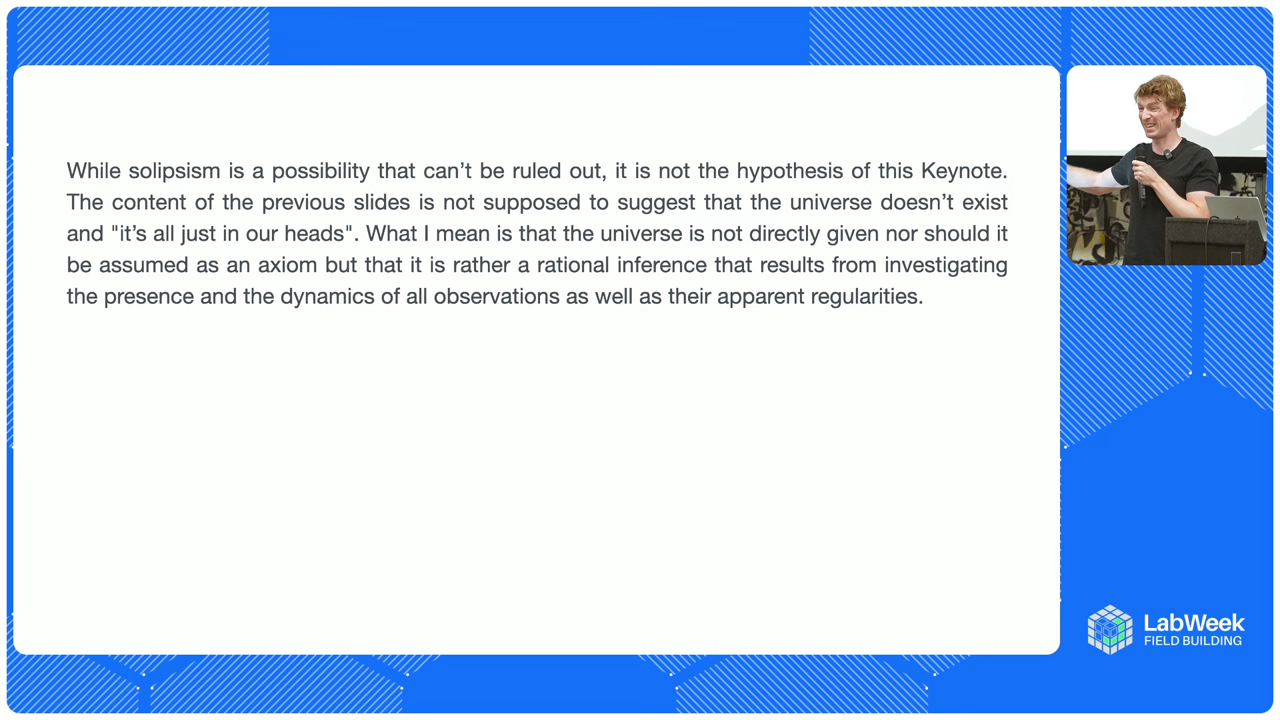 While solipsism is a possibility that can’t be ruled out, it is not the hypothesis of this Keynote.
The content of the previous slides is not supposed to suggest that the universe doesn’t exist
and "it’s all just in our heads". What I mean is that the universe is not directly given nor should it
be assumed as an axiom but that it is rather a rational inference that results from investigating
the presence and the dynamics of all observations as well as their apparent regularities.
LabWeek
FIELD BUILDING